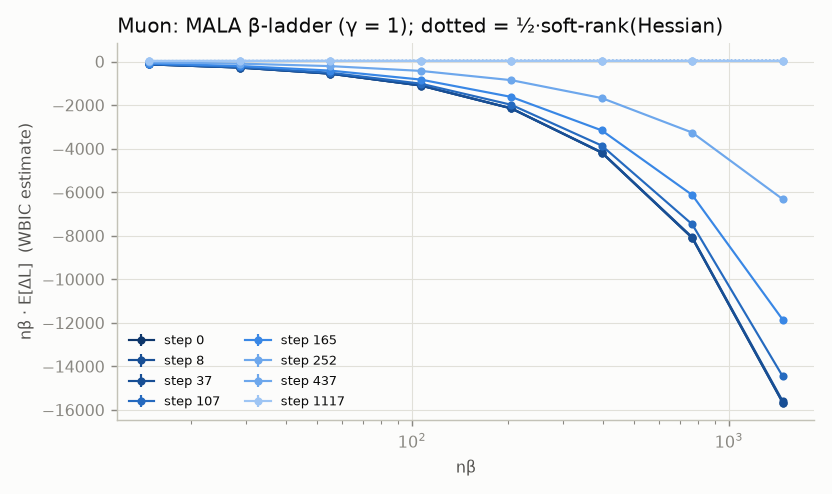 Muon: MALA β-ladder (γ = 1); dotted = ½·soft-rank(Hessian)
nβ · E[ΔL]  (WBIC estimate)
0
−2000
−4000
−6000
−8000
−10000
−12000
−14000
−16000
step 0
step 8
step 37
step 107
step 165
step 252
step 437
step 1117
10²
10³
nβ